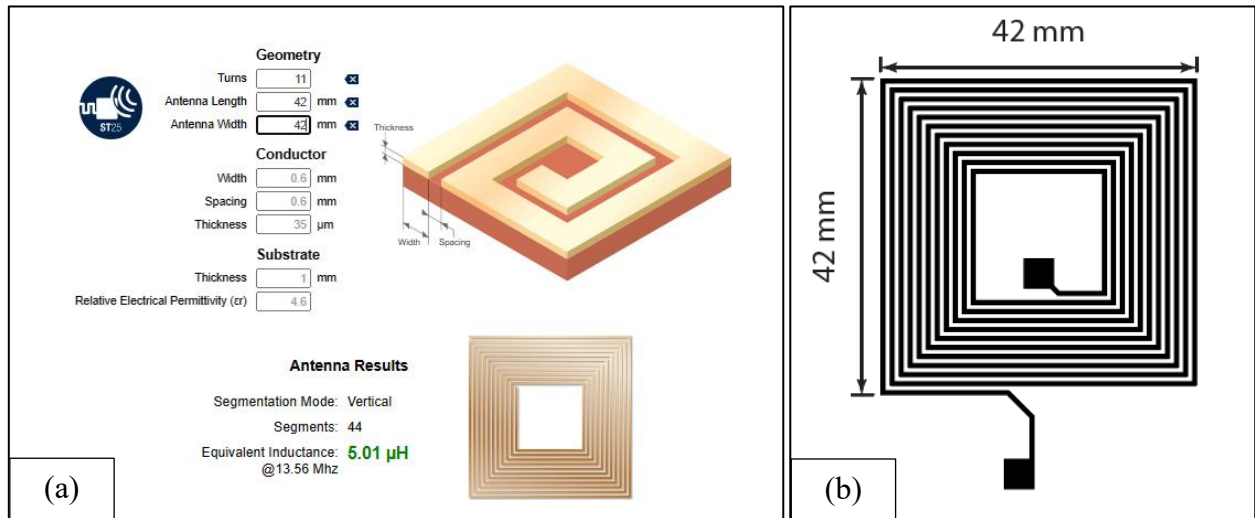 Geometry
Turns 11
Antenna Length 42 mm
Antenna Width 42 mm
Conductor
Width 0.6 mm
Spacing 0.6 mm
Thickness 35 μm
Substrate
Thickness 1 mm
Relative Electrical Permittivity (εr) 4.6
ST25
Thickness
Width
Spacing
Antenna Results
Segmentation Mode: Vertical
Segments: 44
Equivalent Inductance: 5.01 μH
@13.56 Mhz
(a)
42 mm
42 mm
(b)